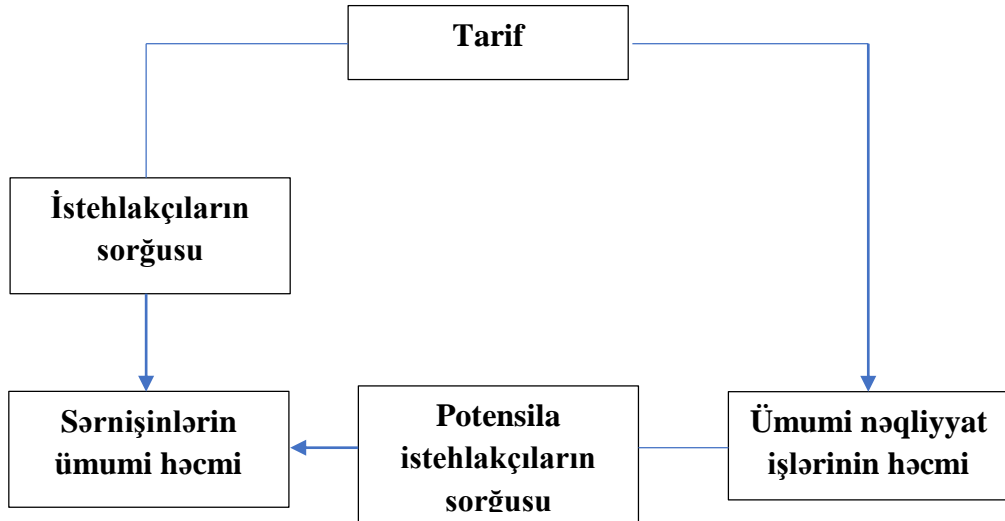 Tarif
İstehlakçıların
sorğusu
Sərnişinlərin
ümumi həcmi
Potensila
istehlakçıların
sorğusu
Ümumi nəqliyyat
işlərinin həcmi